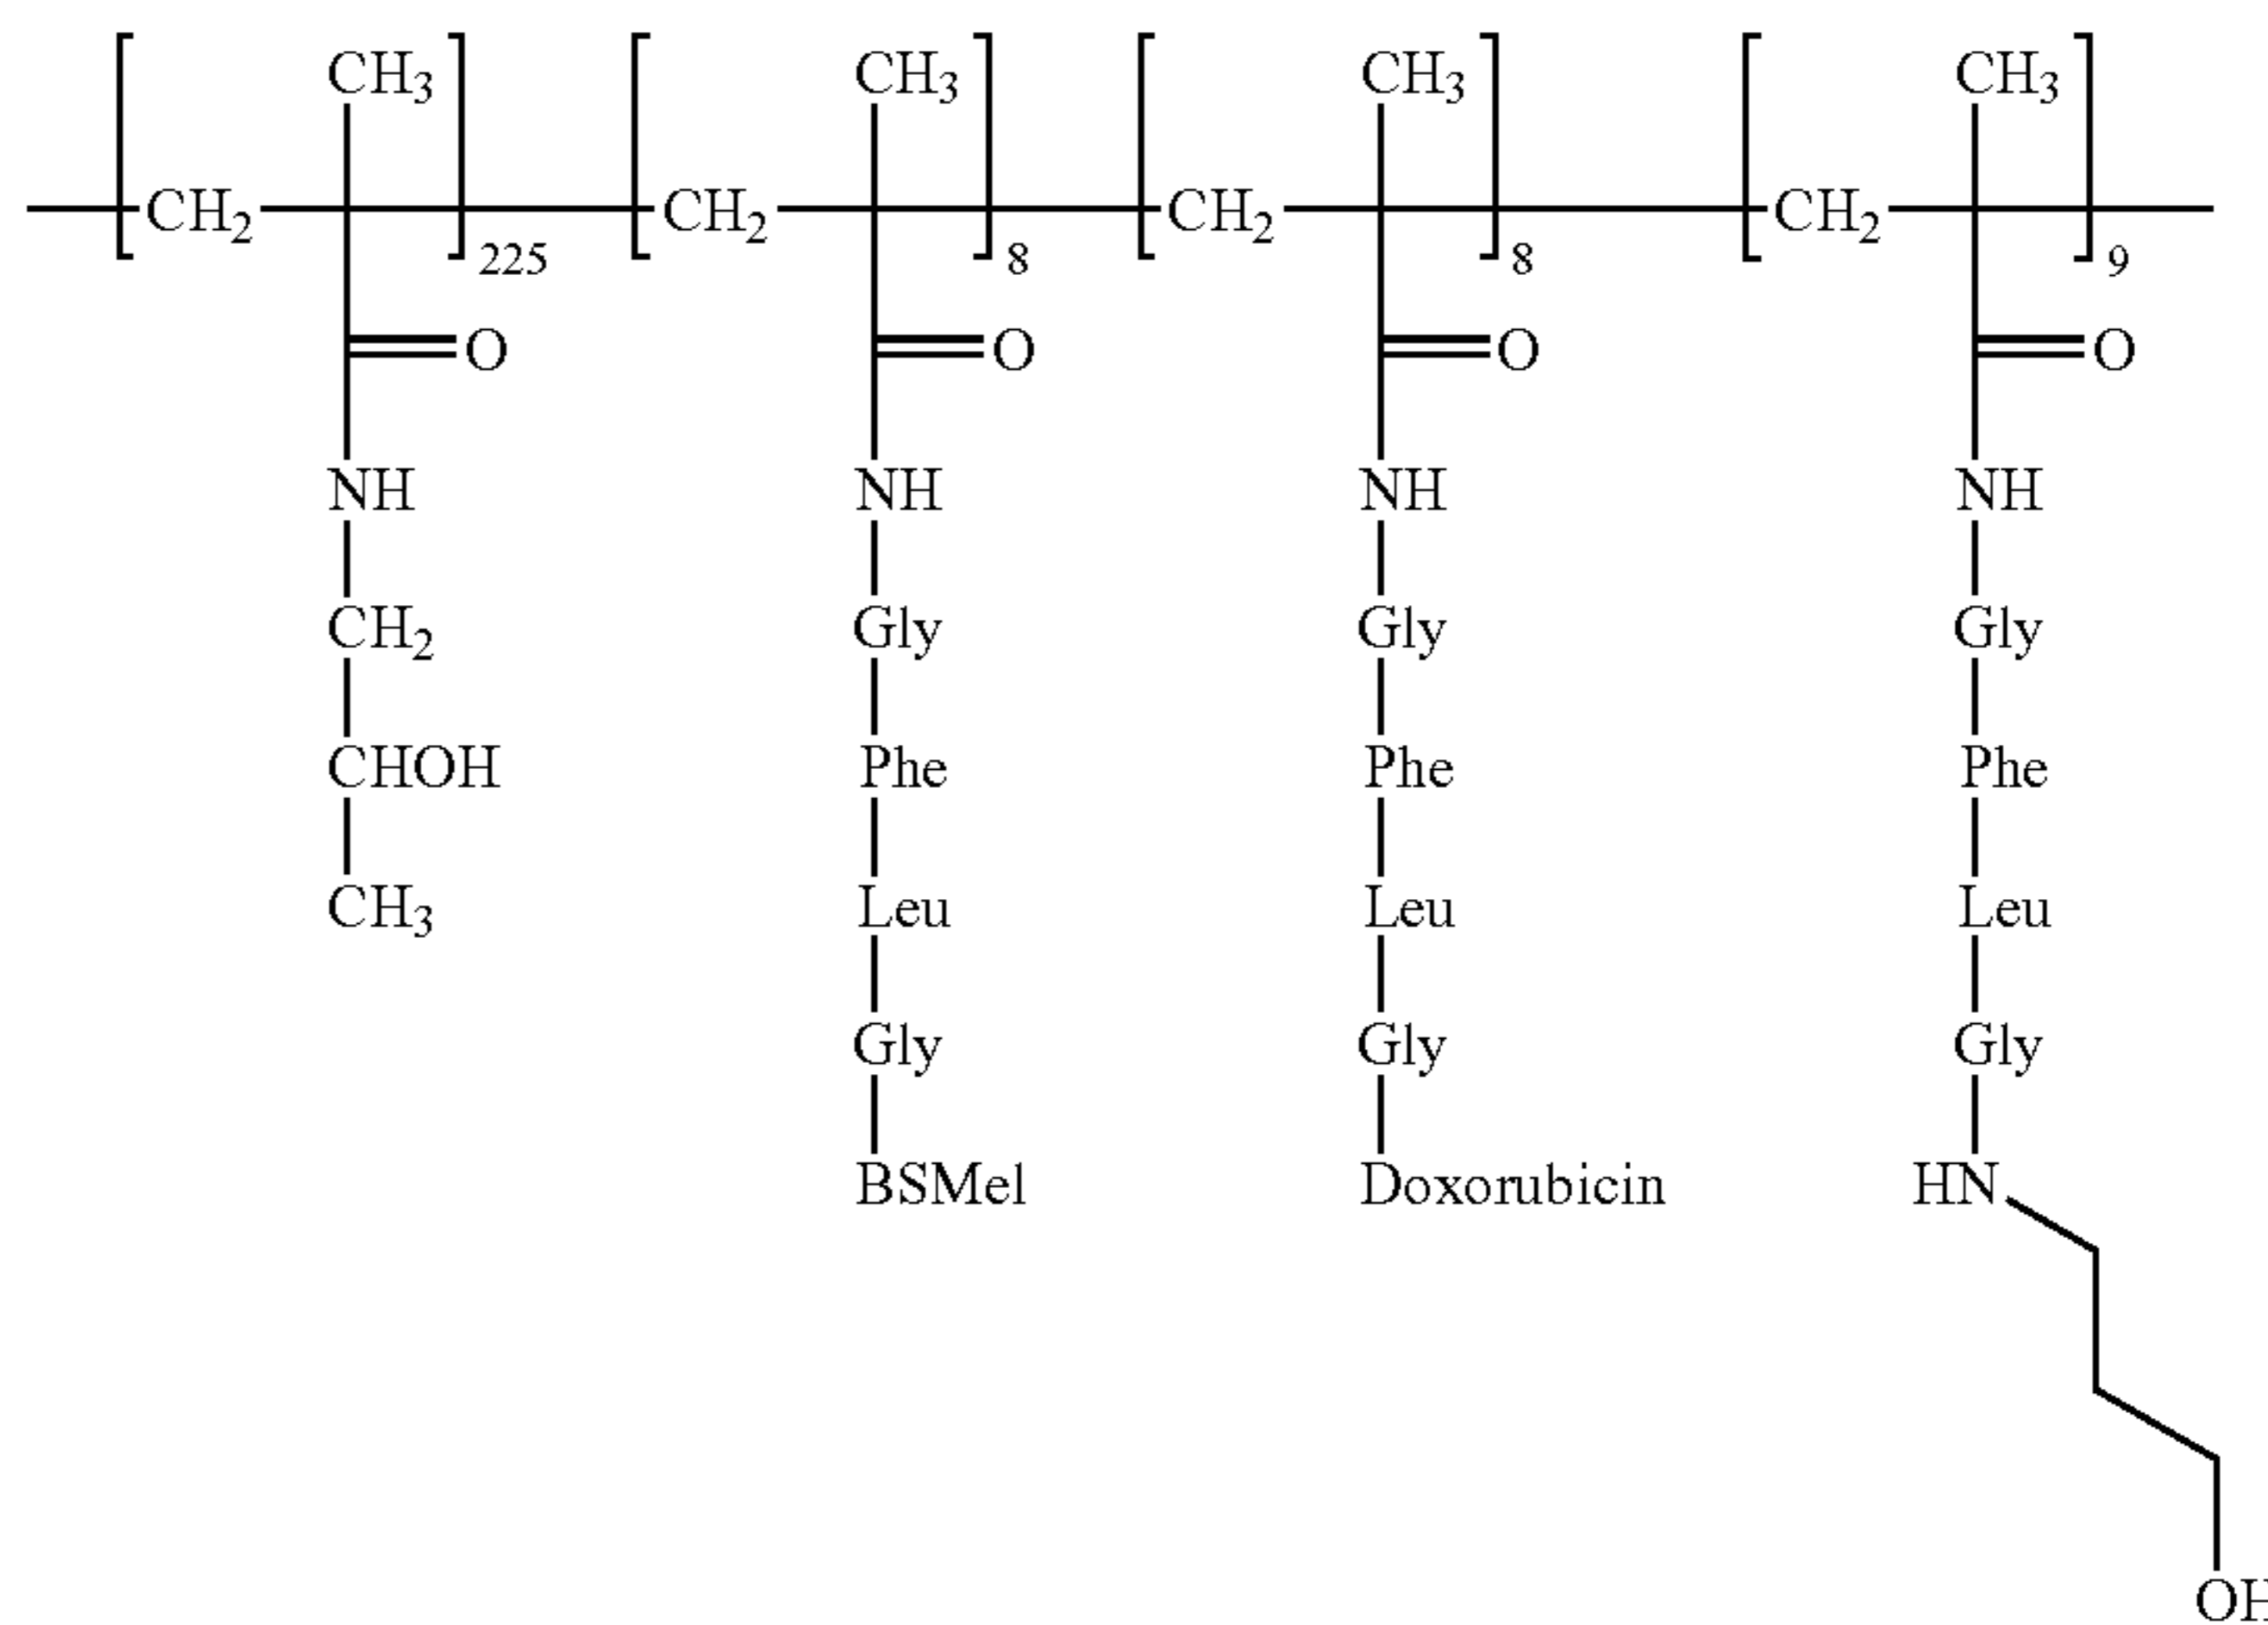 CH3 CH3 CH3 CH3
CH2 CH2 CH2 CH2
225 8 8 9
O O O O
NH NH NH NH
CH2 Gly Gly Gly
CHOH Phe Phe Phe
CH3 Leu Leu Leu
Gly Gly Gly
BSMel Doxorubicin HN
OH